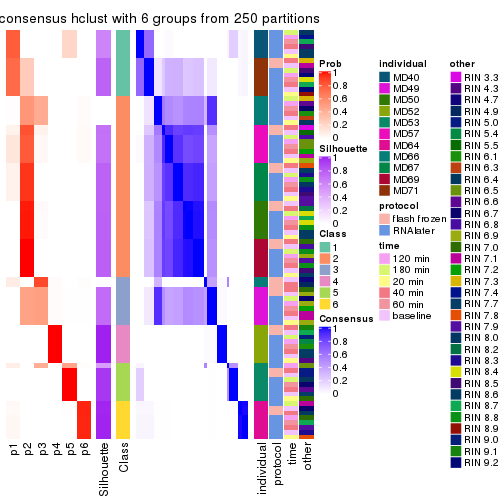 consensus hclust with 6 groups from 250 partitions
Prob
1
0.8
0.6
0.4
0.2
0
Silhouette
1
0.8
0.6
0.4
0.2
0
Class
1
2
3
4
5
6
Consensus
1
0.8
0.6
0.4
0.2
0
individual
MD40
MD49
MD50
MD52
MD53
MD57
MD64
MD66
MD67
MD69
MD71
protocol
flash frozen
RNAlater
time
120 min
180 min
20 min
40 min
60 min
baseline
other
RIN 3.3
RIN 4.3
RIN 4.7
RIN 4.9
RIN 5.0
RIN 5.4
RIN 5.5
RIN 6.1
RIN 6.3
RIN 6.4
RIN 6.5
RIN 6.6
RIN 6.7
RIN 6.8
RIN 6.9
RIN 7.0
RIN 7.1
RIN 7.2
RIN 7.3
RIN 7.4
RIN 7.7
RIN 7.8
RIN 7.9
RIN 8.0
RIN 8.2
RIN 8.3
RIN 8.4
RIN 8.5
RIN 8.6
RIN 8.7
RIN 8.8
RIN 8.9
RIN 9.0
RIN 9.1
RIN 9.2
p1
p2
p3
p4
p5
p6
Silhouette
Class
individual
protocol
time
other